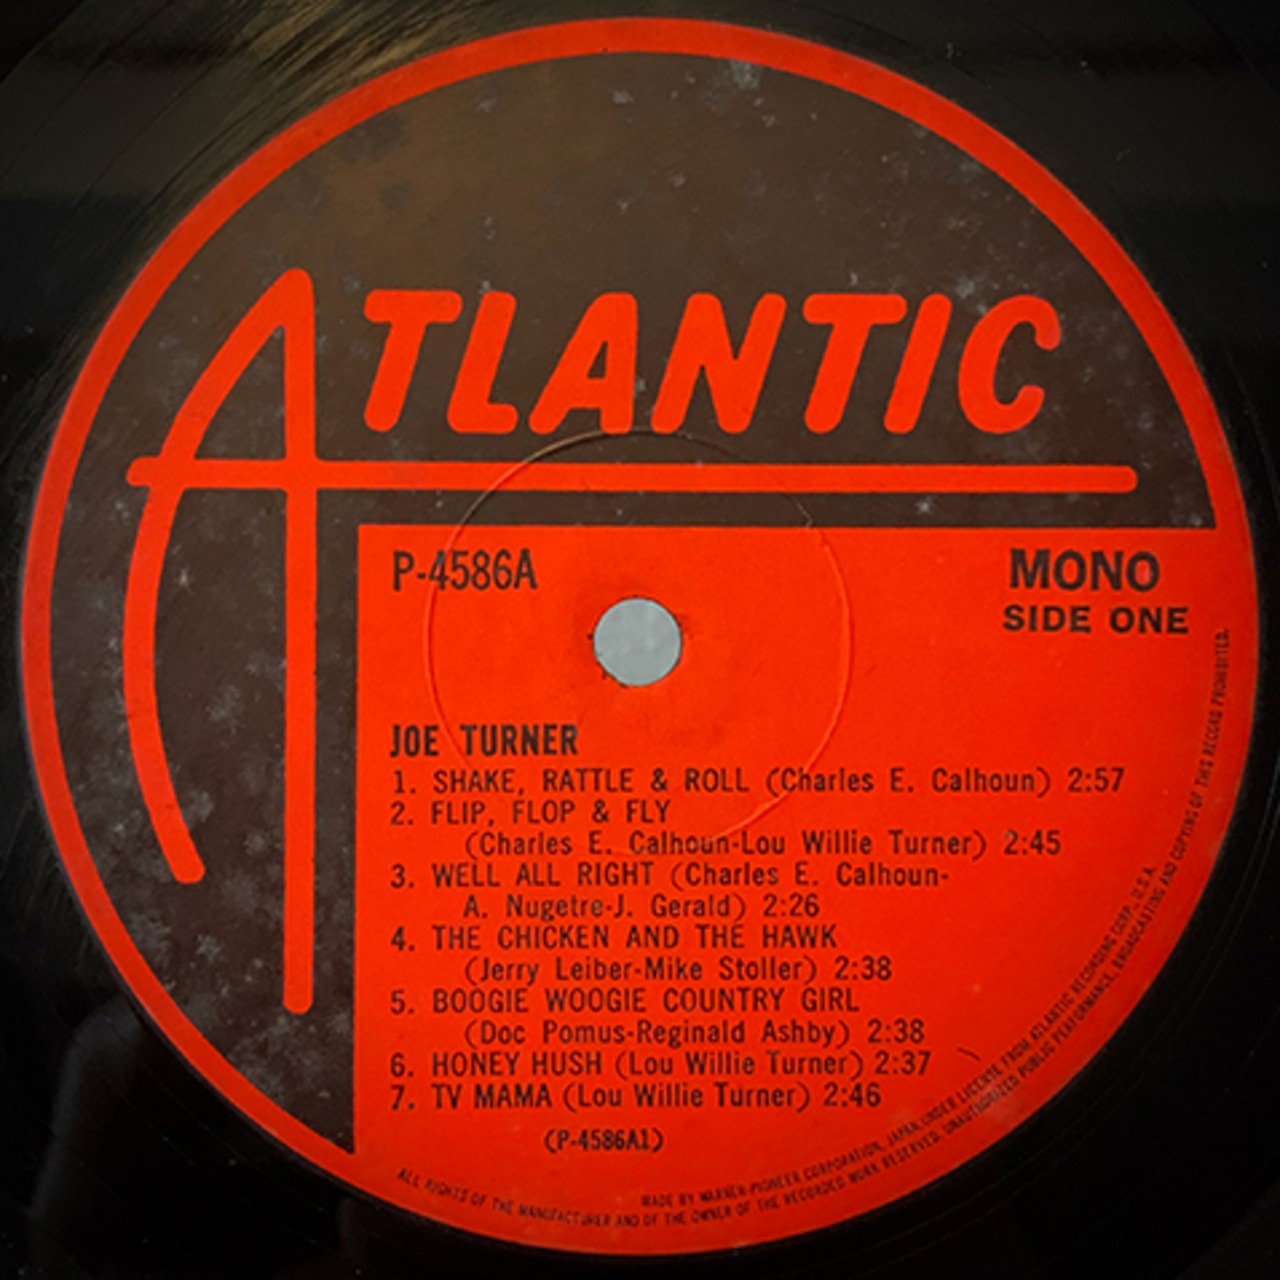 ATLANTIC
P-4586A
MONO
SIDE ONE
JOE TURNER
1. SHAKE, RATTLE & ROLL (Charles E. Calhoun) 2:57
2. FLIP, FLOP & FLY
(Charles E. Calhoun-Lou Willie Turner) 2:45
3. WELL ALL RIGHT (Charles E. Calhoun-
A. Nugetre-J. Gerald) 2:26
4. THE CHICKEN AND THE HAWK
(Jerry Leiber-Mike Stoller) 2:38
5. BOOGIE WOOGIE COUNTRY GIRL
(Doc Pomus-Reginald Ashby) 2:38
6. HONEY HUSH (Lou Willie Turner) 2:37
7. TV MAMA (Lou Willie Turner) 2:46
(P-4586A1)
MADE BY WARNER-PIONEER CORPORATION, JAPAN, UNDER LICENSE FROM ATLANTIC RECORDING CORP., U.S.A.
ALL RIGHTS OF THE MANUFACTURER AND OF THE OWNER OF THE RECORDED WORK RESERVED. UNAUTHORIZED PUBLIC PERFORMANCE, BROADCASTING AND COPYING OF THIS RECORD PROHIBITED.